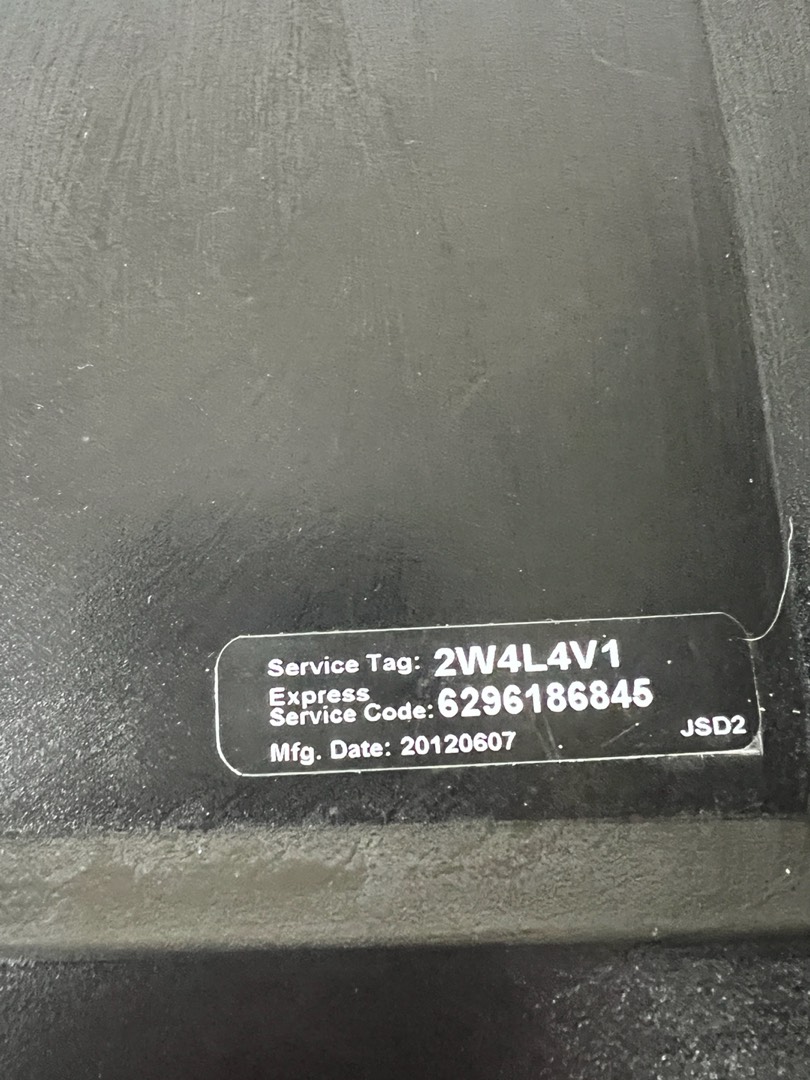 Service Tag: 2W4L4V1
Express
Service Code: 6296186845
Mfg. Date: 20120607
JSD2